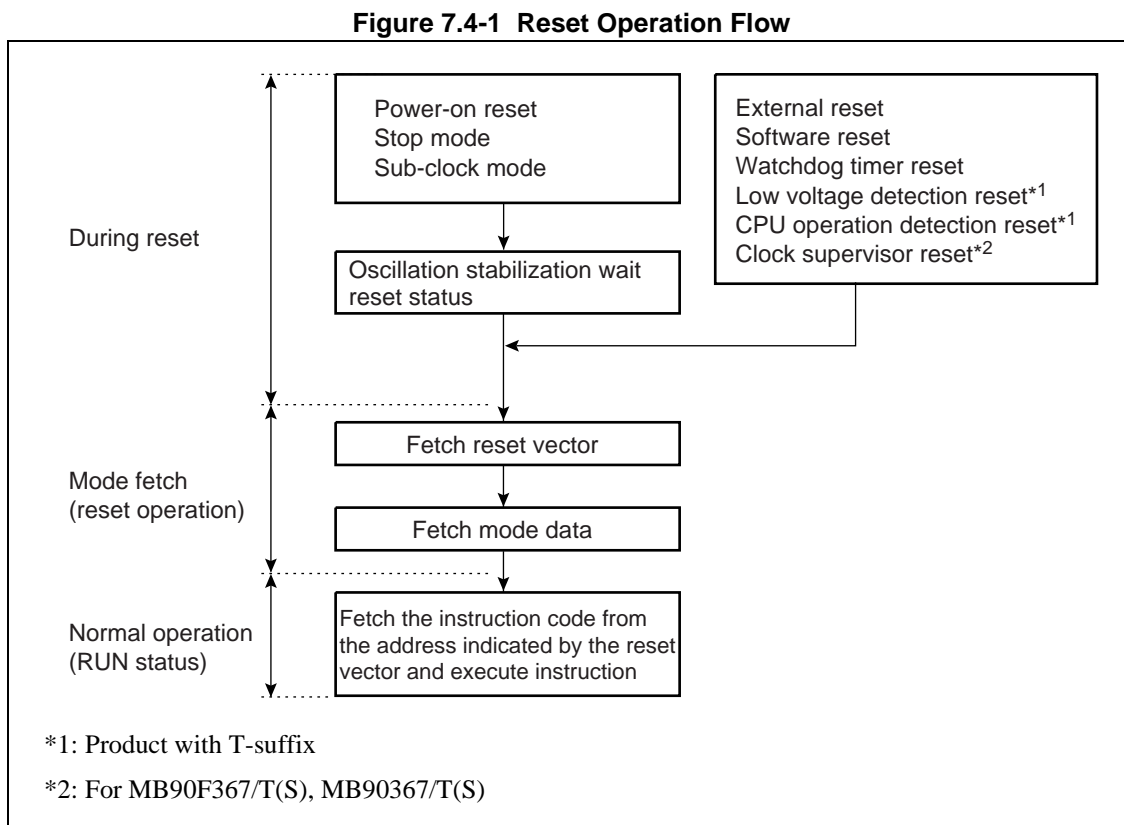 Figure 7.4-1 Reset Operation Flow
During reset
Power-on reset
Stop mode
Sub-clock mode
Oscillation stabilization wait
reset status
External reset
Software reset
Watchdog timer reset
Low voltage detection reset*1
CPU operation detection reset*1
Clock supervisor reset*2
Mode fetch
(reset operation)
Fetch reset vector
Fetch mode data
Normal operation
(RUN status)
Fetch the instruction code from
the address indicated by the reset
vector and execute instruction
*1: Product with T-suffix
*2: For MB90F367/T(S), MB90367/T(S)